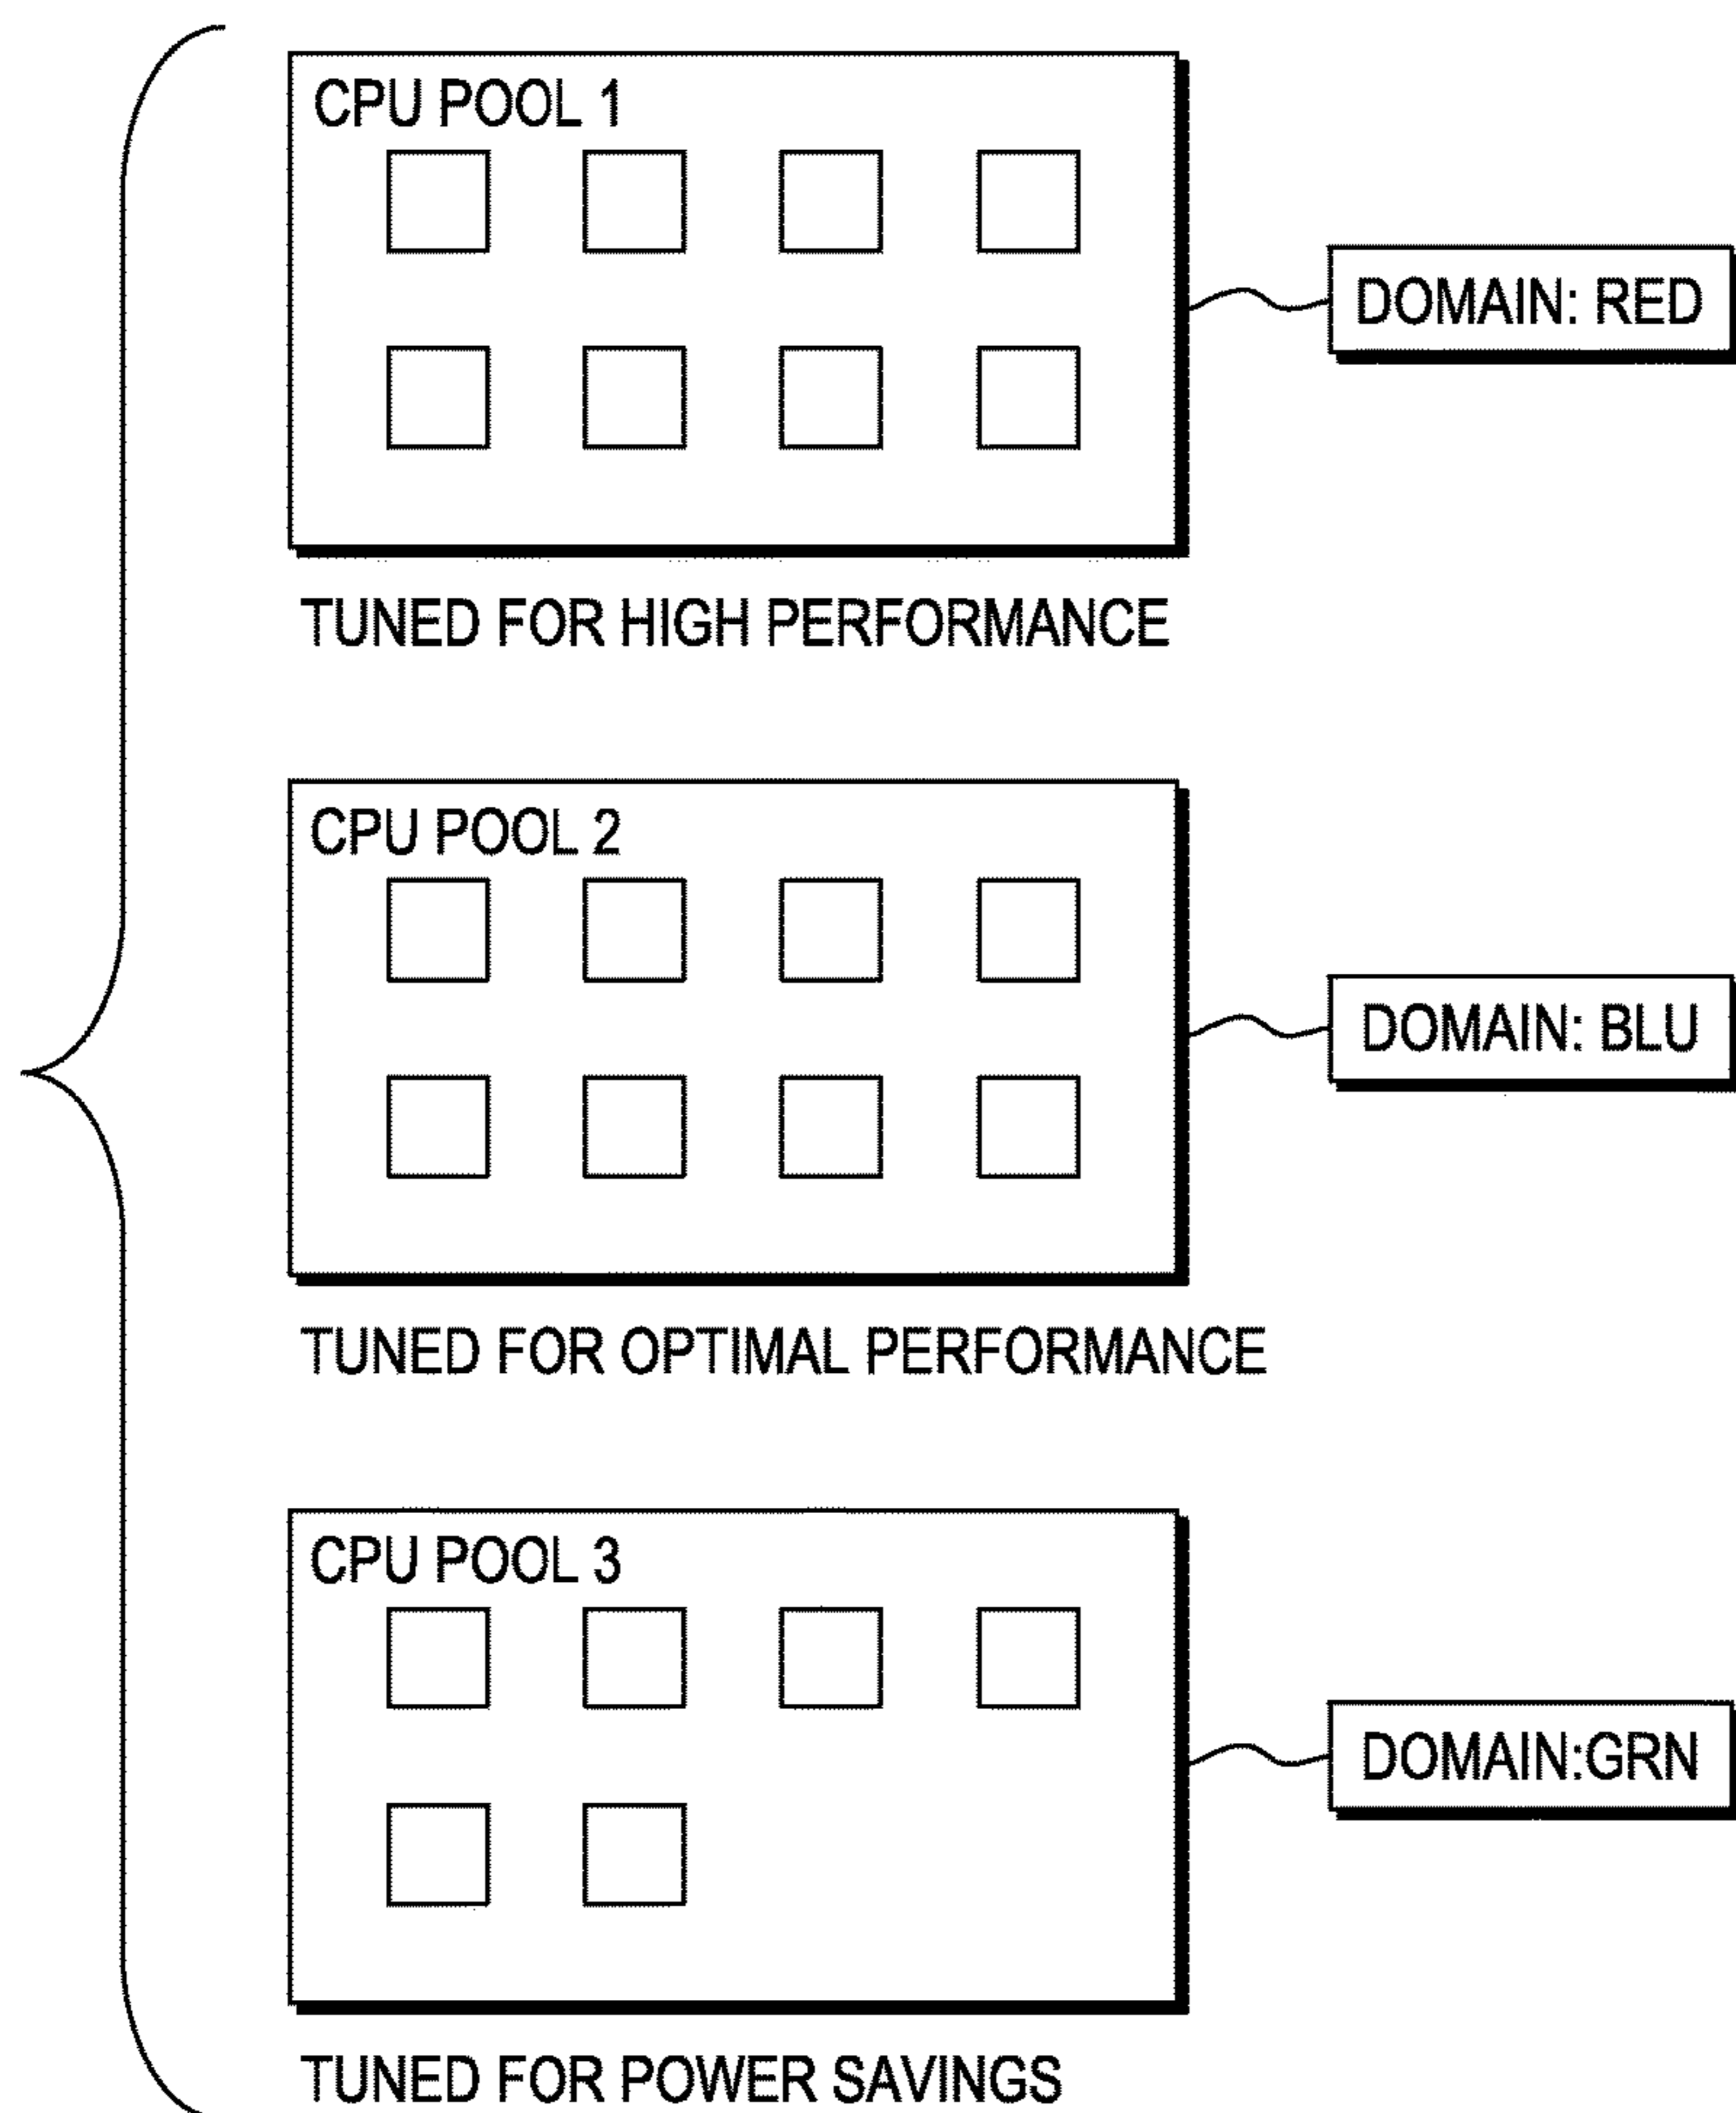 CPU POOL 1
DOMAIN: RED
TUNED FOR HIGH PERFORMANCE
CPU POOL 2
DOMAIN: BLU
TUNED FOR OPTIMAL PERFORMANCE
CPU POOL 3
DOMAIN:GRN
TUNED FOR POWER SAVINGS